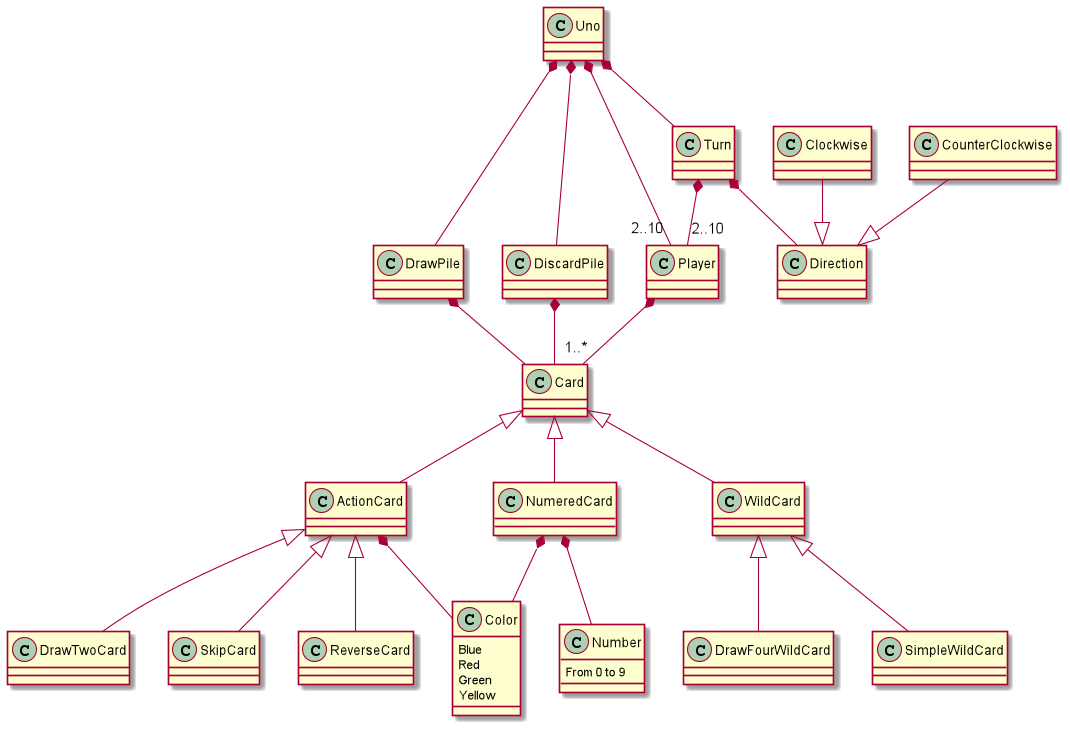 C Uno
C Turn
C Clockwise
C CounterClockwise
2..10
2..10
C DrawPile
C DiscardPile
C Player
C Direction
1..*
C Card
C ActionCard
C NumeredCard
C WildCard
C DrawTwoCard
C SkipCard
C ReverseCard
C Color
Blue
Red
Green
Yellow
C Number
From 0 to 9
C DrawFourWildCard
C SimpleWildCard